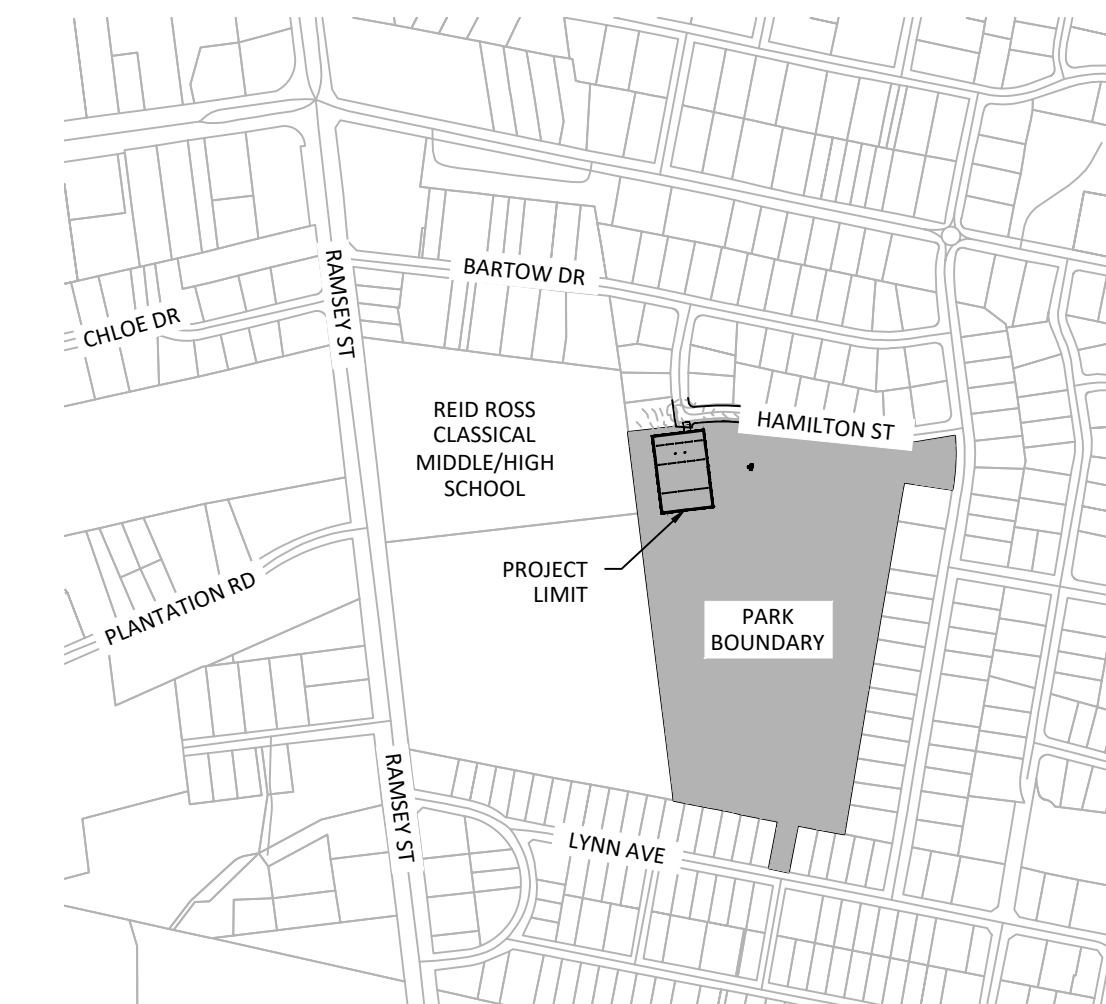 BARTOW DR
RAMSEY ST
CHLOE DR
REID ROSS
CLASSICAL
MIDDLE/HIGH
SCHOOL
HAMILTON ST
PROJECT
LIMIT
PLANTATION RD
PARK
BOUNDARY
RAMSEY ST
LYNN AVE